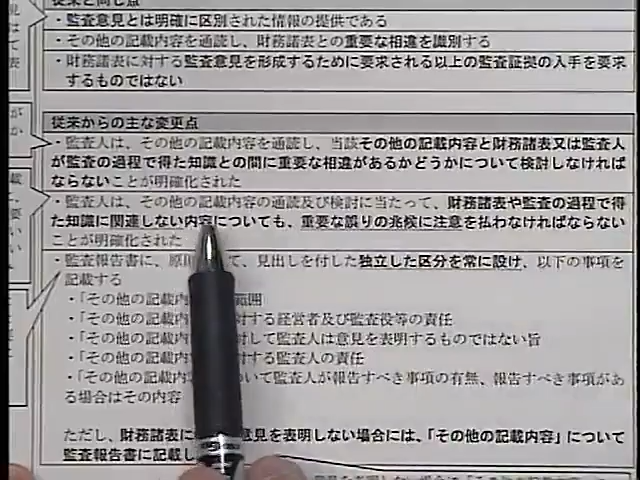 従来と同じ点
・監査意見とは明確に区別された情報の提供である
・その他の記載内容を通読し、財務諸表との重要な相違を識別する
・財務諸表に対する監査意見を形成するために要求される以上の監査証拠の入手を要求
するものではない
従来からの主な変更点
・監査人は、その他の記載内容を通読し、当該その他の記載内容と財務諸表又は監査人
が監査の過程で得た知識との間に重要な相違があるかどうかについて検討しなければ
ならないことが明確化された
・監査人は、その他の記載内容の通読及び検討に当たって、財務諸表や監査の過程で得
た知識に関連しない内容についても、重要な誤りの兆候に注意を払わなければならない
ことが明確化された
・監査報告書に、原 て、見出しを付した独立した区分を常に設け、以下の事項を
記載する
・「その他の記載内 範囲
・「その他の記載内 対する経営者及び監査役等の責任
・「その他の記載内 対して監査人は意見を表明するものではない旨
・「その他の記載内 対する監査人の責任
・「その他の記載内 ついて監査人が報告すべき事項の有無、報告すべき事項があ
る場合はその内容
ただし、財務諸表に 意見を表明しない場合には、「その他の記載内容」について
監査報告書に記載し